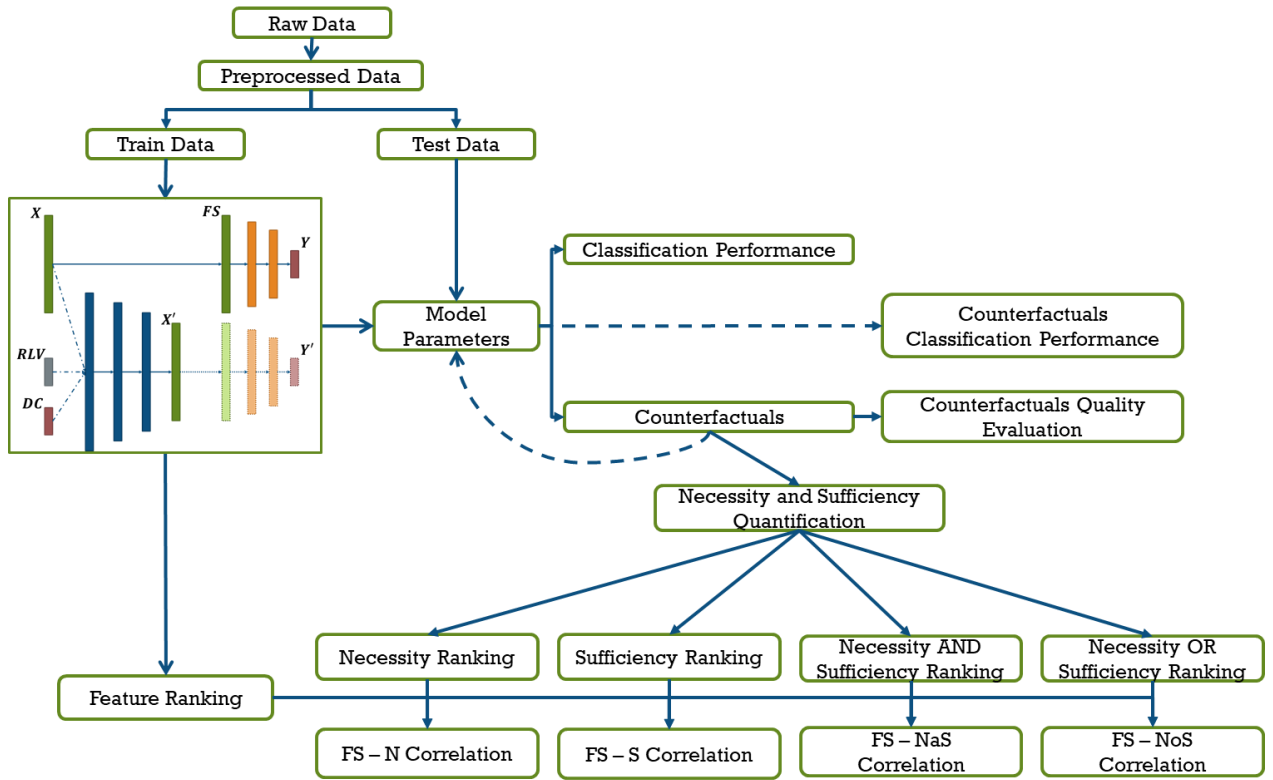 Raw Data
Preprocessed Data
Train Data
Test Data
X
FS
Y
RLV
X'
Y'
DC
Model
Parameters
Classification Performance
Counterfactuals
Classification Performance
Counterfactuals
Counterfactuals Quality
Evaluation
Necessity and Sufficiency
Quantification
Necessity Ranking
Sufficiency Ranking
Necessity AND
Sufficiency Ranking
Necessity OR
Sufficiency Ranking
Feature Ranking
FS – N Correlation
FS – S Correlation
FS – NaS
Correlation
FS – NoS
Correlation